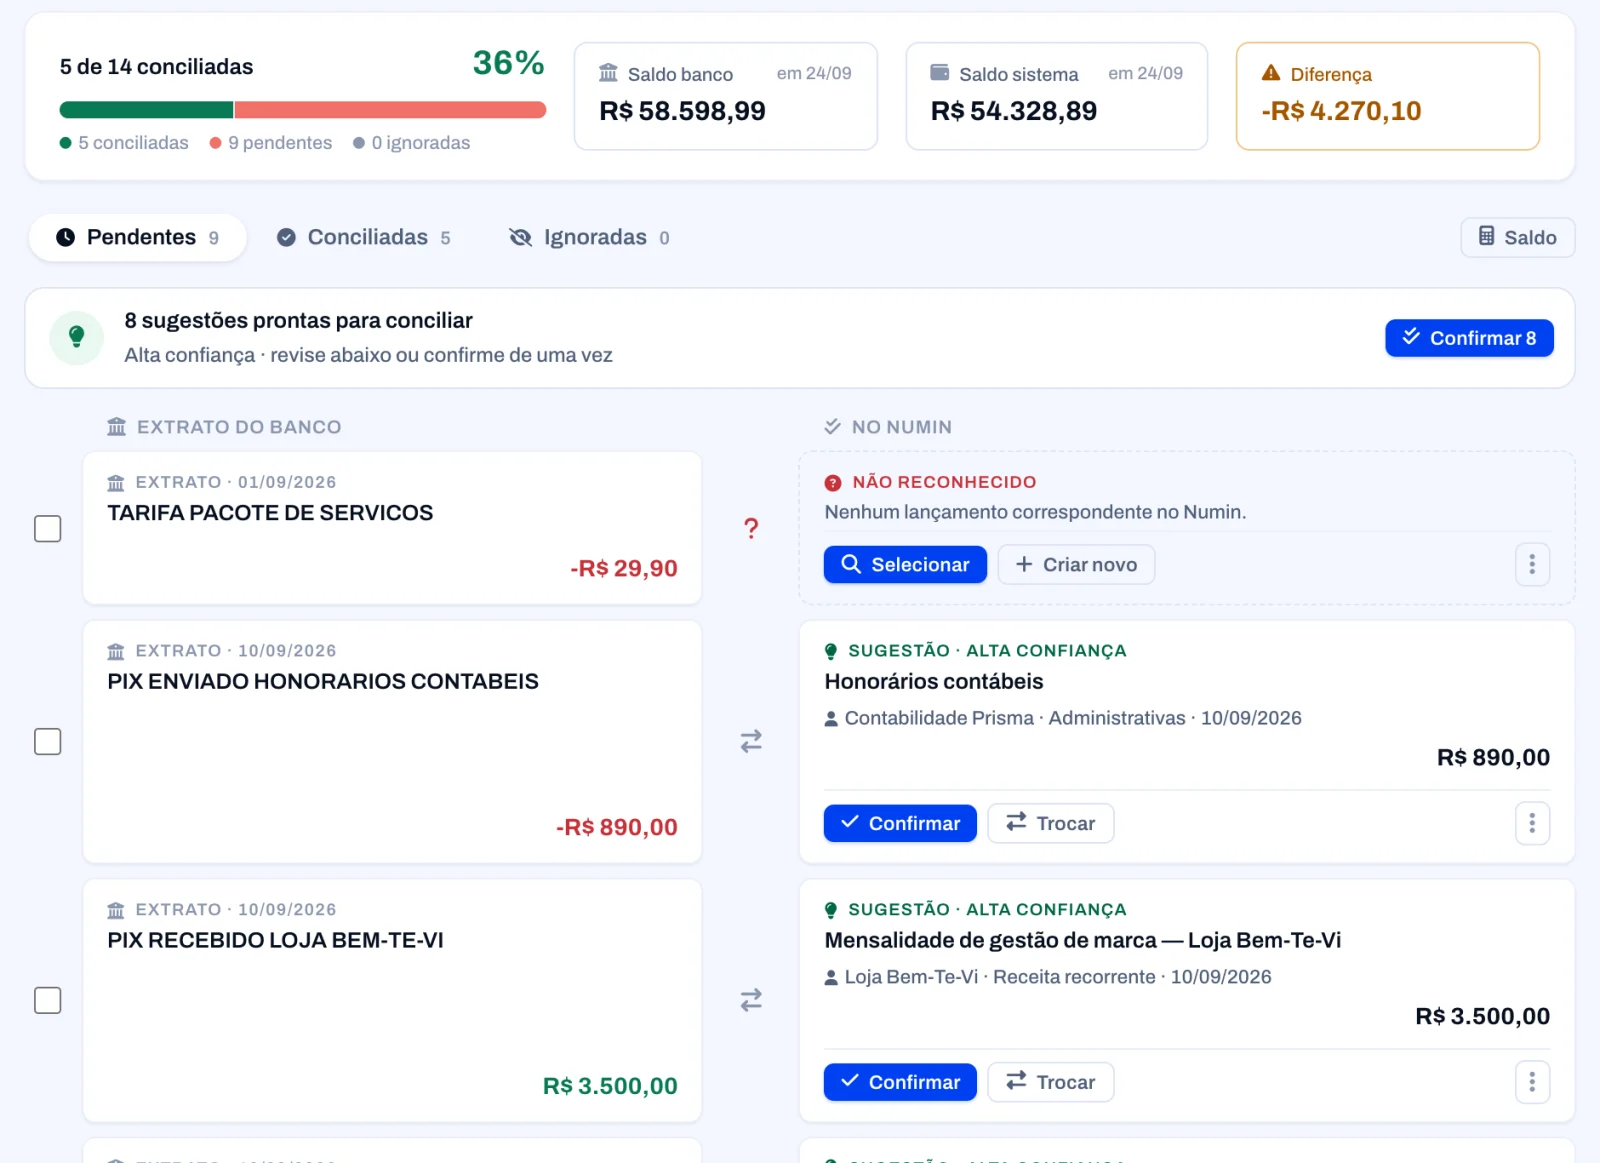 5 de 14 conciliadas
36%
5 conciliadas
9 pendentes
0 ignoradas
Saldo banco
em 24/09
R$ 58.598,99
Saldo sistema
em 24/09
R$ 54.328,89
Diferença
-R$ 4.270,10
Pendentes 9
Conciliadas 5
Ignoradas 0
Saldo
8 sugestões prontas para conciliar
Alta confiança · revise abaixo ou confirme de uma vez
Confirmar 8
EXTRATO DO BANCO
NO NUMIN
EXTRATO · 01/09/2026
TARIFA PACOTE DE SERVICOS
-R$ 29,90
?
NÃO RECONHECIDO
Nenhum lançamento correspondente no Numin.
Selecionar
Criar novo
EXTRATO · 10/09/2026
PIX ENVIADO HONORARIOS CONTABEIS
-R$ 890,00
SUGESTÃO · ALTA CONFIANÇA
Honorários contábeis
Contabilidade Prisma · Administrativas · 10/09/2026
R$ 890,00
Confirmar
Trocar
EXTRATO · 10/09/2026
PIX RECEBIDO LOJA BEM-TE-VI
R$ 3.500,00
SUGESTÃO · ALTA CONFIANÇA
Mensalidade de gestão de marca — Loja Bem-Te-Vi
Loja Bem-Te-Vi · Receita recorrente · 10/09/2026
R$ 3.500,00
Confirmar
Trocar